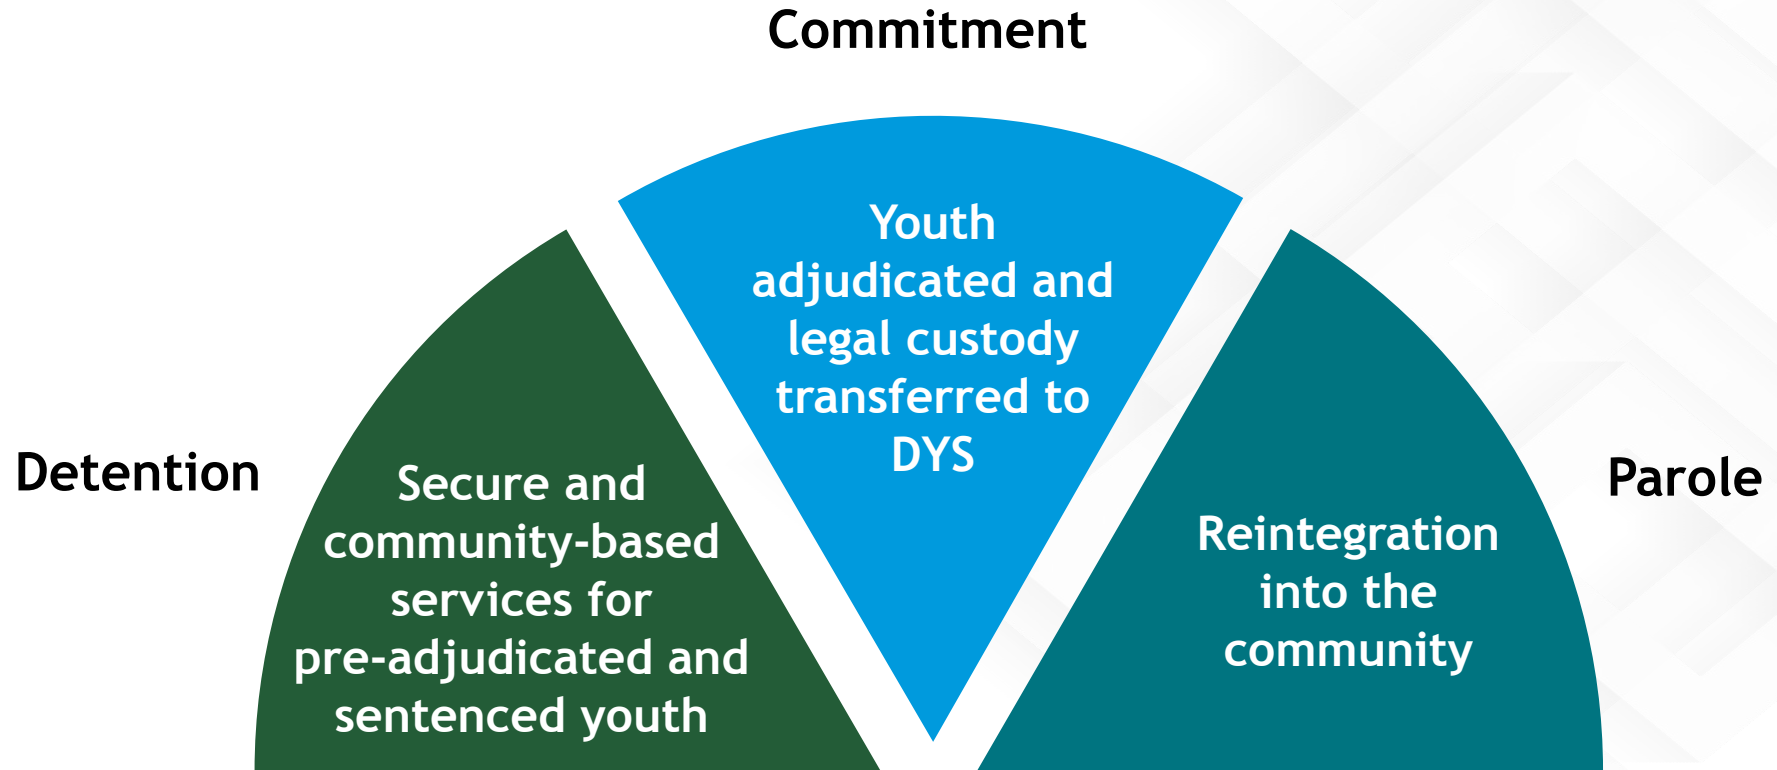 Commitment
Youth
adjudicated and
legal custody
transferred to
DYS
Detention
Secure and
community-based
services for
pre-adjudicated and
sentenced youth
Parole
Reintegration
into the
community